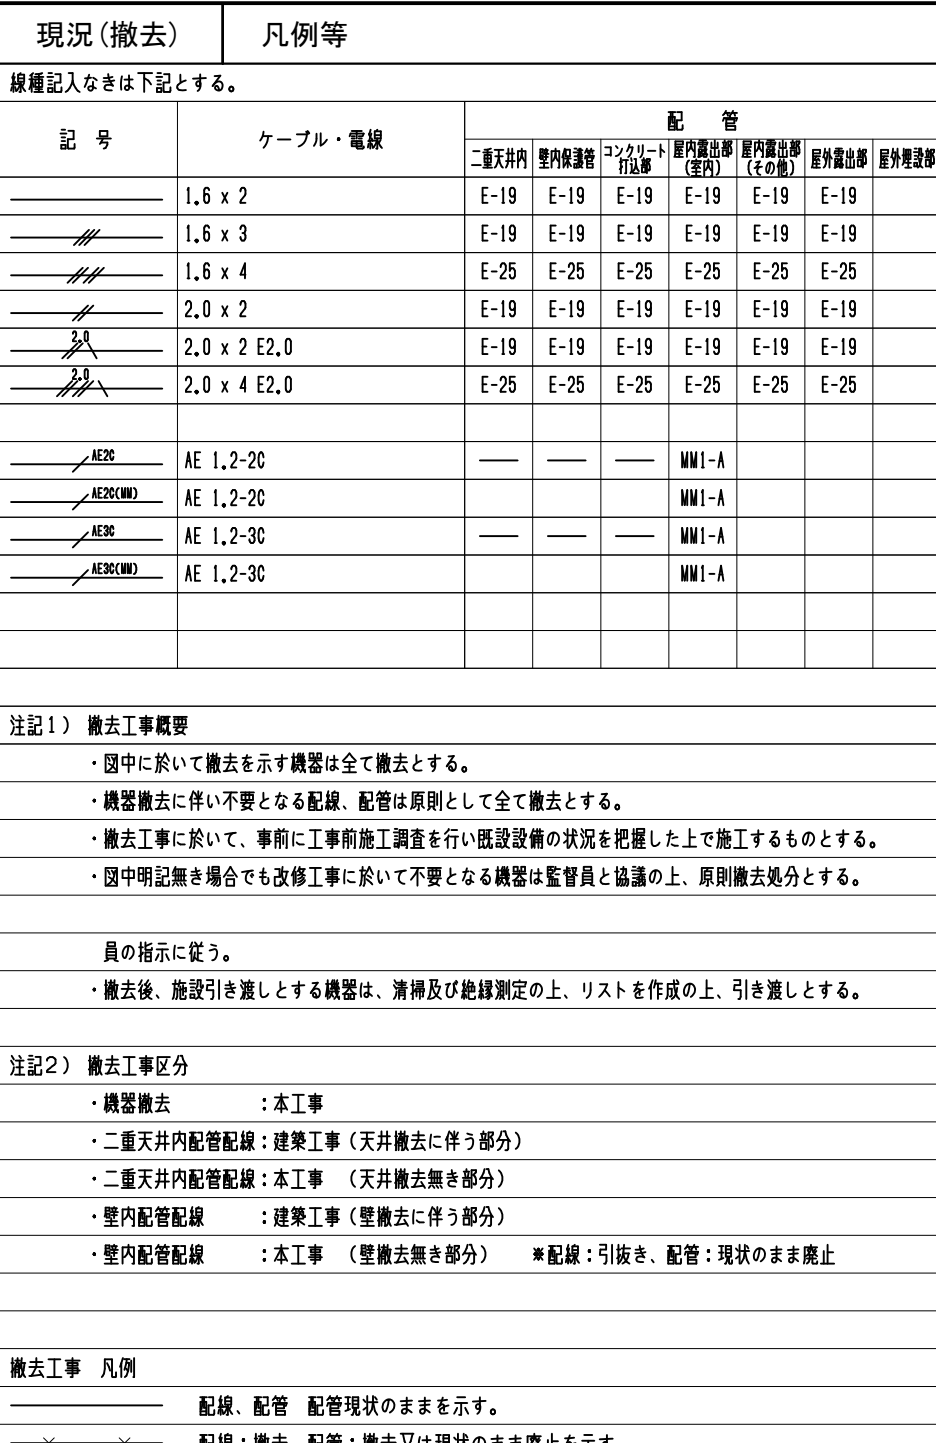 現況(撤去) 凡例等
線種記入なきは下記とする。
記 号 ケーブル・電線 配 管
二重天井内 壁内保護管 コンクリート打込部 屋内露出部(室内) 屋内露出部(その他) 屋外露出部 屋外埋設部
1.6 x 2 E-19 E-19 E-19 E-19 E-19 E-19
1.6 x 3 E-19 E-19 E-19 E-19 E-19 E-19
1.6 x 4 E-25 E-25 E-25 E-25 E-25 E-25
2.0 x 2 E-19 E-19 E-19 E-19 E-19 E-19
2.0 2.0 x 2 E2.0 E-19 E-19 E-19 E-19 E-19 E-19
2.0 2.0 x 4 E2.0 E-25 E-25 E-25 E-25 E-25 E-25
AE2C AE 1.2-2C ── ── ── MM1-A
AE2C(MM) AE 1.2-2C MM1-A
AE3C AE 1.2-3C ── ── ── MM1-A
AE3C(MM) AE 1.2-3C MM1-A
注記1) 撤去工事概要
・図中に於いて撤去を示す機器は全て撤去とする。
・機器撤去に伴い不要となる配線、配管は原則として全て撤去とする。
・撤去工事に於いて、事前に工事前施工調査を行い既設設備の状況を把握した上で施工するものとする。
・図中明記無き場合でも改修工事に於いて不要となる機器は監督員と協議の上、原則撤去処分とする。
員の指示に従う。
・撤去後、施設引き渡しとする機器は、清掃及び絶縁測定の上、リストを作成の上、引き渡しとする。
注記2) 撤去工事区分
・機器撤去 :本工事
・二重天井内配管配線:建築工事(天井撤去に伴う部分)
・二重天井内配管配線:本工事 (天井撤去無き部分)
・壁内配管配線 :建築工事(壁撤去に伴う部分)
・壁内配管配線 :本工事 (壁撤去無き部分) ※配線:引抜き、配管:現状のまま廃止
撤去工事 凡例
配線、配管 配管現状のままを示す。
配線:撤去 配管:撤去又は現状のまま廃止を示す